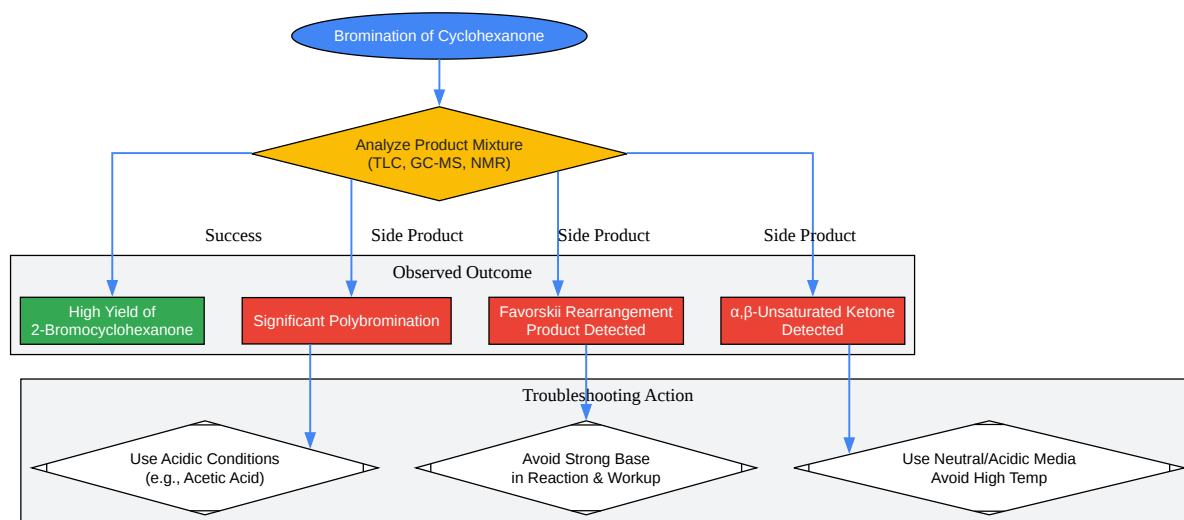 Bromination of Cyclohexanone
Analyze Product Mixture
(TLC, GC-MS, NMR)
Success
Side Product
Side Product
Side Product
Observed Outcome
High Yield of
2-Bromocyclohexanone
Significant Polybromination
Favorskii Rearrangement
Product Detected
α,β-Unsaturated Ketone
Detected
Troubleshooting Action
Use Acidic Conditions
(e.g., Acetic Acid)
Avoid Strong Base
in Reaction & Workup
Use Neutral/Acidic Media
Avoid High Temp